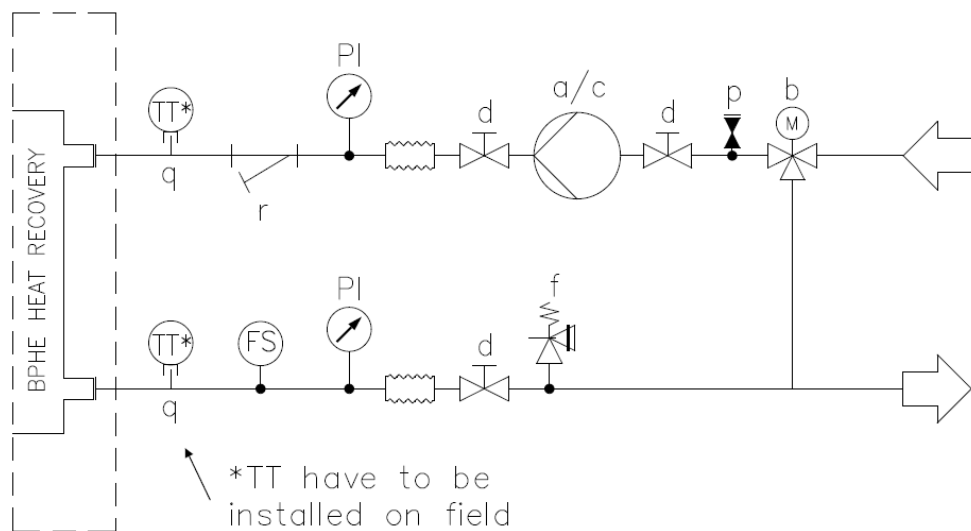 PI
a/c
p
b
TT*
d
d
M
q
r
BPHE HEAT RECOVERY
PI
f
TT*
FS
d
q
*TT have to be
installed on field